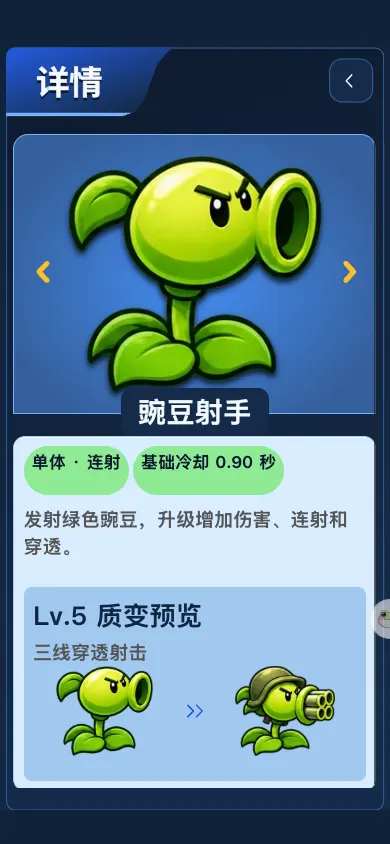 详情
豌豆射手
单体 · 连射
基础冷却 0.90 秒
发射绿色豌豆，升级增加伤害、连射和
穿透。
Lv.5 质变预览
三线穿透射击